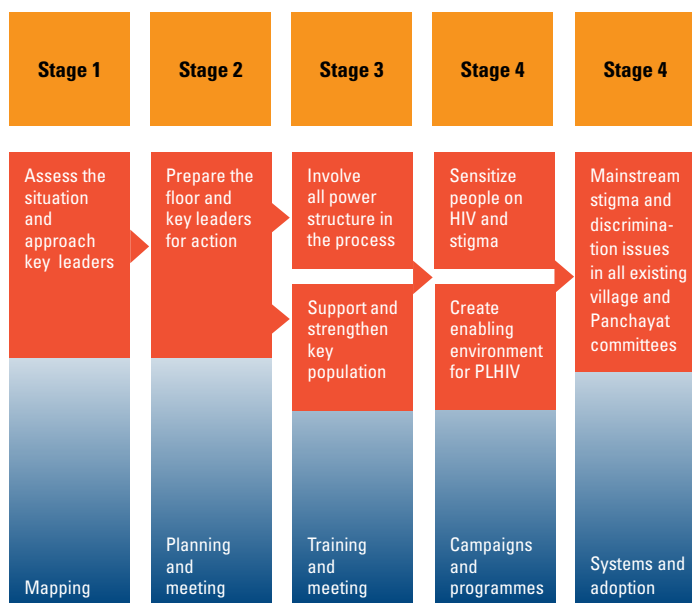 Stage 1
Stage 2
Stage 3
Stage 4
Stage 4
Assess the
situation
and
approach
key leaders
Prepare the
floor and
key leaders
for action
Involve
all power
structure in
the process
Support and
strengthen
key
population
Sensitize
people on
HIV and
stigma
Create
enabling
environment
for PLHIV
Mainstream
stigma and
discrimina-
tion issues
in all existing
village and
Panchayat
committees
Mapping
Planning
and
meeting
Training
and
meeting
Campaigns
and
programmes
Systems and
adoption